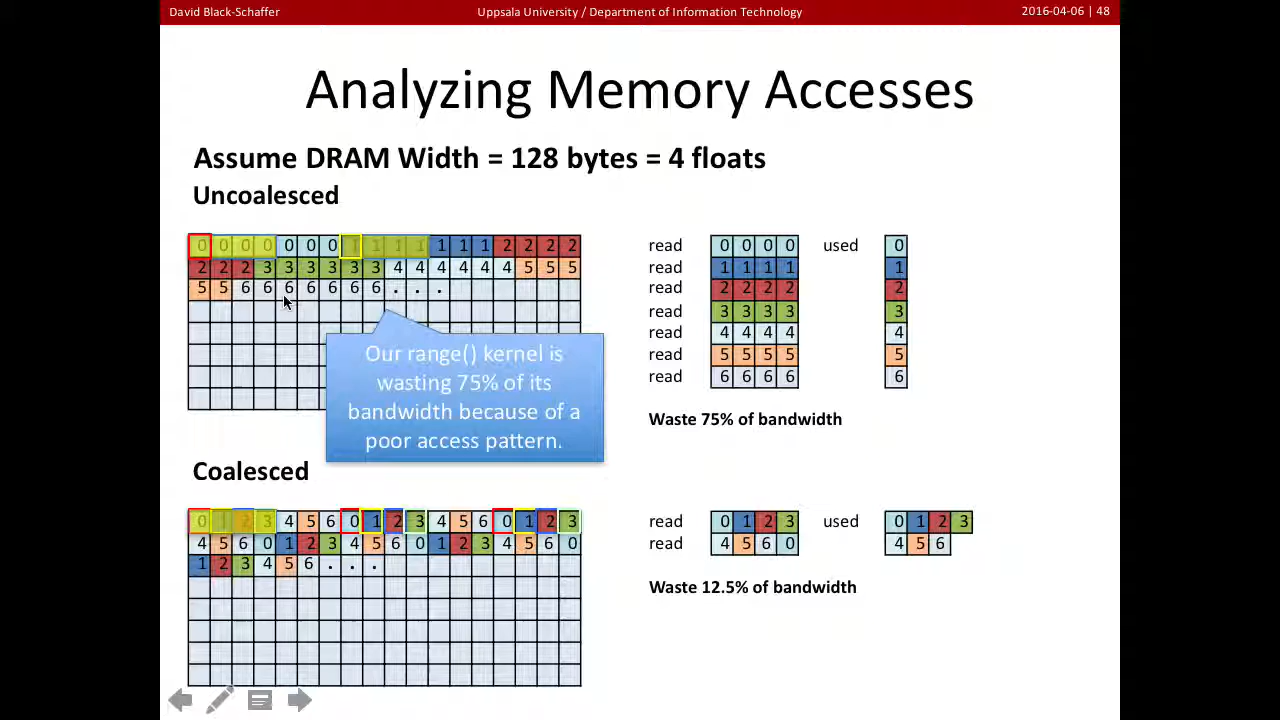 David Black-Schaffer
Uppsala University / Department of Information Technology
2016-04-06 | 48
Analyzing Memory Accesses
Assume DRAM Width = 128 bytes = 4 floats
Uncoalesced
0 0 0 0 0 0 0 1 1 1 1 1 1 1 2 2 2 2
2 2 2 3 3 3 3 3 3 4 4 4 4 4 4 5 5 5
5 5 6 6 6 6 6 6 6 . . .
Our range() kernel is
wasting 75% of its
bandwidth because of a
poor access pattern.
read 0 0 0 0 used 0
read 1 1 1 1 1
read 2 2 2 2 2
read 3 3 3 3 3
read 4 4 4 4 4
read 5 5 5 5 5
read 6 6 6 6 6
Waste 75% of bandwidth
Coalesced
0 1 2 3 4 5 6 0 1 2 3 4 5 6 0 1 2 3
4 5 6 0 1 2 3 4 5 6 0 1 2 3 4 5 6 0
1 2 3 4 5 6 . . .
read 0 1 2 3 used 0 1 2 3
read 4 5 6 0 4 5 6
Waste 12.5% of bandwidth